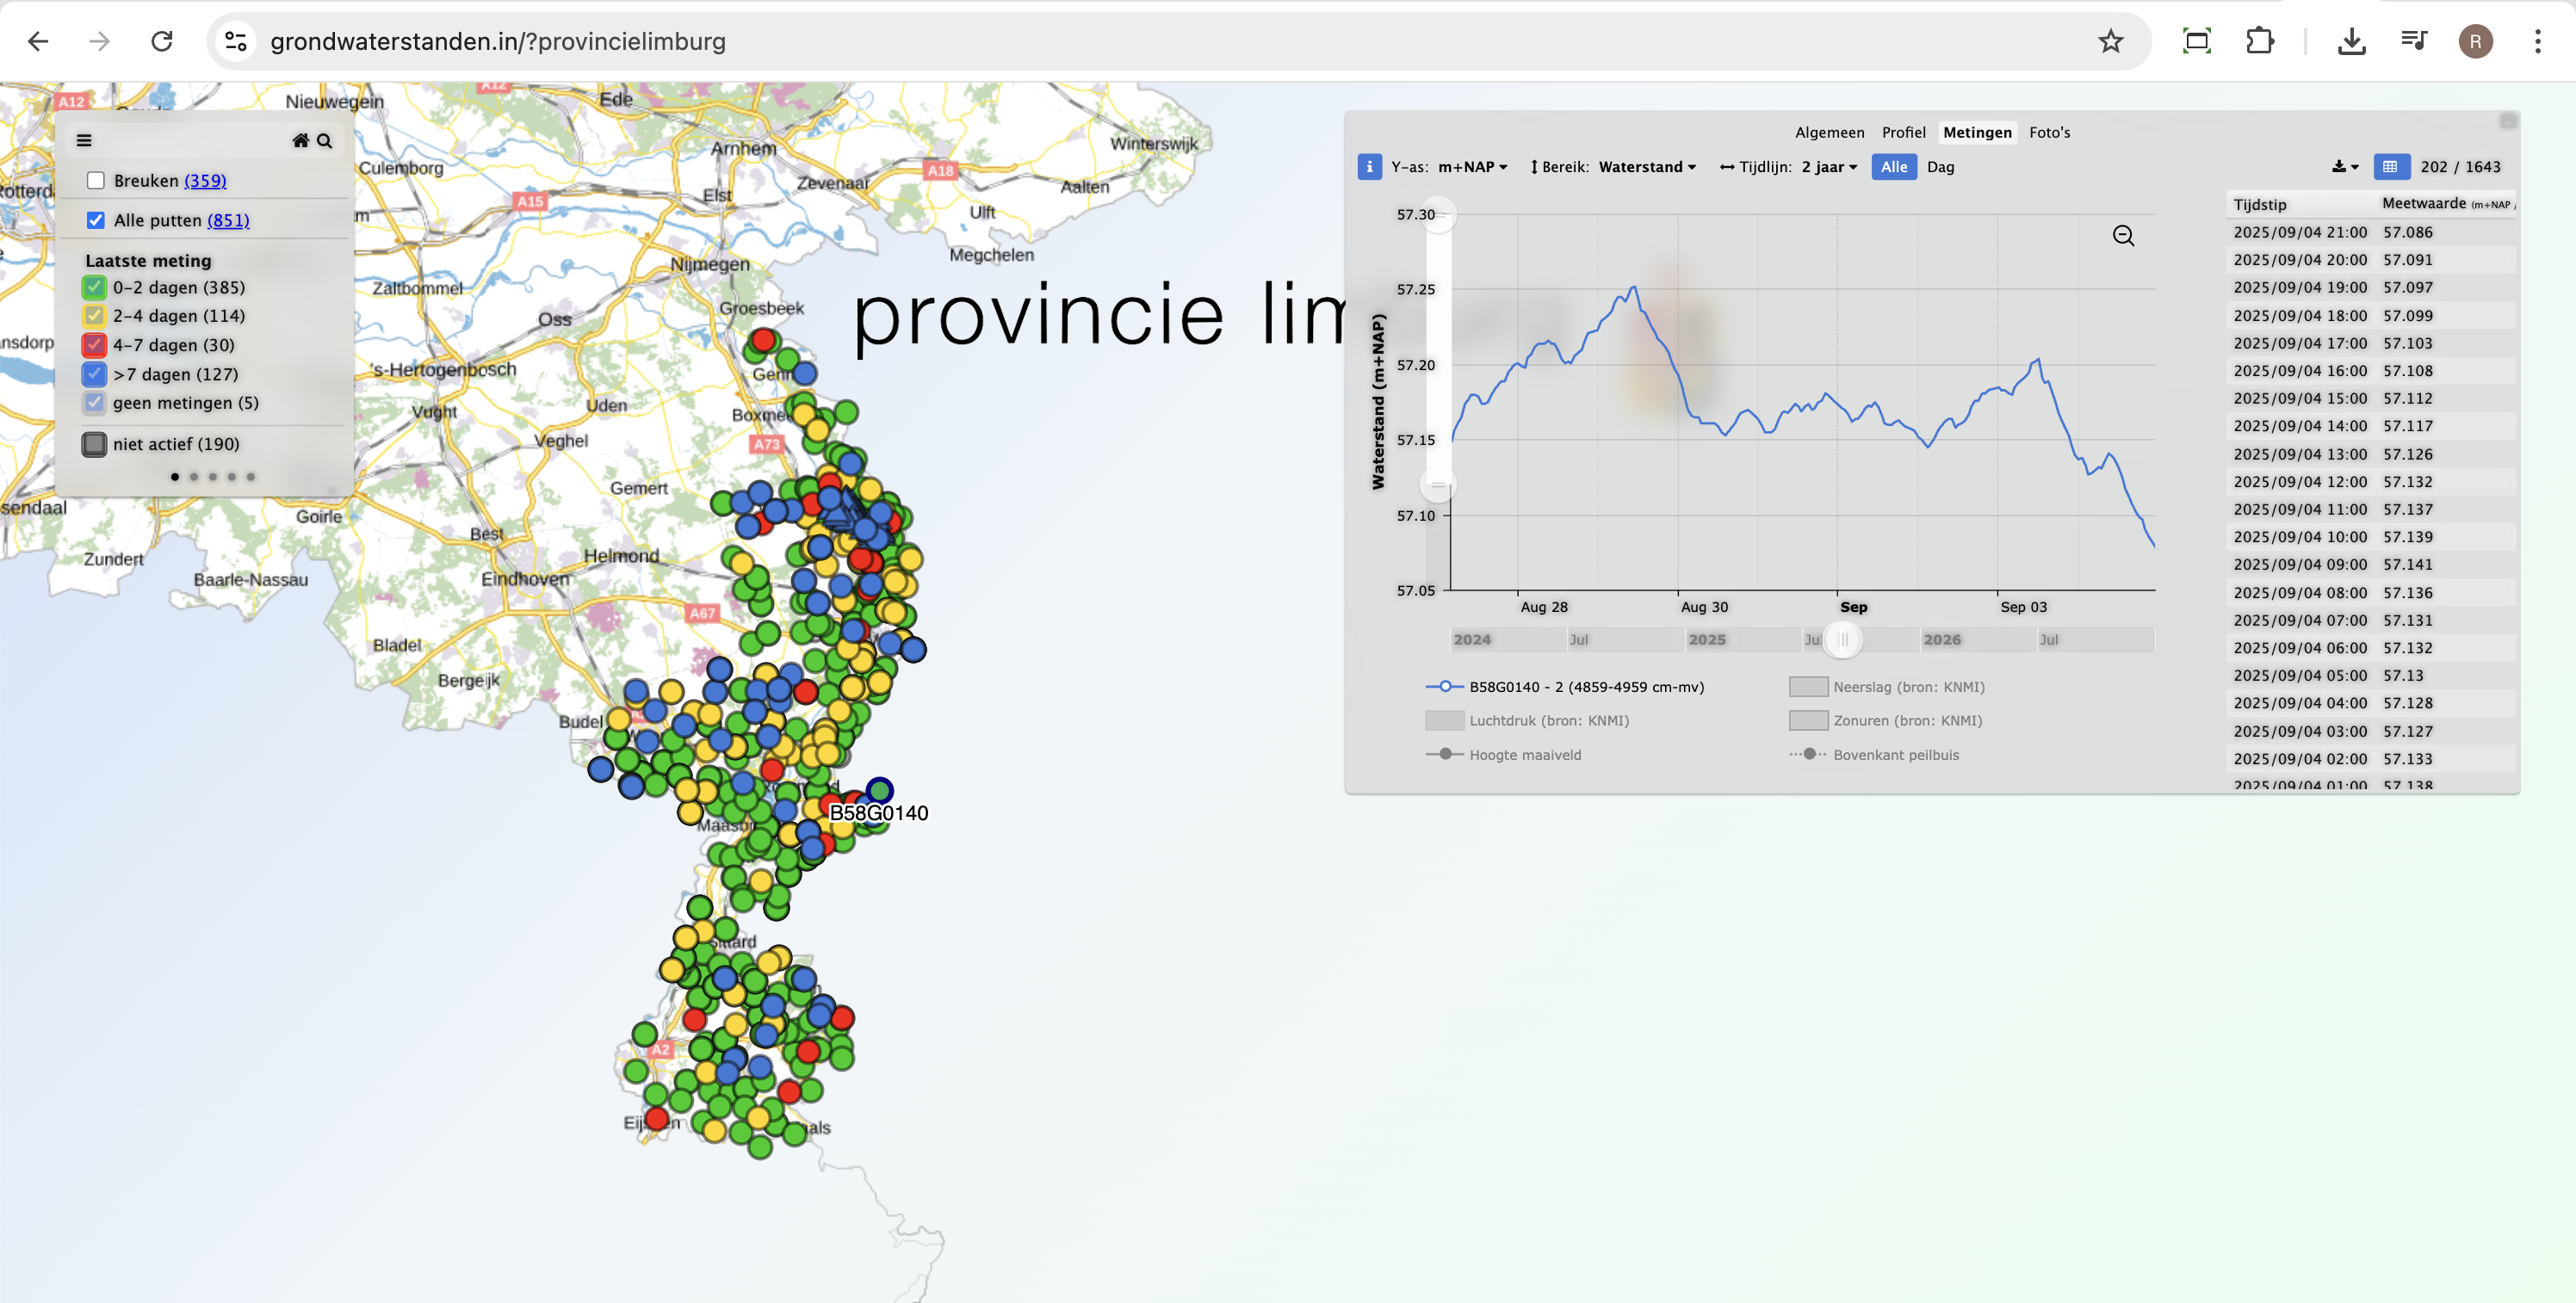 grondwaterstanden.in/?provincielimburg
R
Breuken (359)
Alle putten (851)
Laatste meting
0-2 dagen (385)
2-4 dagen (114)
4-7 dagen (30)
>7 dagen (127)
geen metingen (5)
niet actief (190)
A12
Nieuwegein
A12
Ede
Culemborg
Arnhem
Winterswijk
A18
Zevenaar
Aalten
Elst
A15
Ulft
Megchelen
Nijmegen
Zaltbommel
Groesbeek
Oss
provincie lim
's-Hertogenbosch
Vught
Uden
A73
Veghel
Gemert
Goirle
Best
Helmond
Zundert
Baarle-Nassau
Eindhoven
A67
Bladel
Bergeijk
Budel
B58G0140
A2
Algemeen Profiel Metingen Foto's
i Y-as: m+NAP Bereik: Waterstand Tijdlijn: 2 jaar Alle Dag 202 / 1643
Waterstand (m+NAP)
57.30
57.25
57.20
57.15
57.10
57.05
Aug 28 Aug 30 Sep Sep 03
2024 Jul 2025 2026 Jul
B58G0140 - 2 (4859-4959 cm-mv) Neerslag (bron: KNMI)
Luchtdruk (bron: KNMI) Zonuren (bron: KNMI)
Hoogte maaiveld Bovenkant peilbuis
Tijdstip Meetwaarde (m+NAP
2025/09/04 21:00 57.086
2025/09/04 20:00 57.091
2025/09/04 19:00 57.097
2025/09/04 18:00 57.099
2025/09/04 17:00 57.103
2025/09/04 16:00 57.108
2025/09/04 15:00 57.112
2025/09/04 14:00 57.117
2025/09/04 13:00 57.126
2025/09/04 12:00 57.132
2025/09/04 11:00 57.137
2025/09/04 10:00 57.139
2025/09/04 09:00 57.141
2025/09/04 08:00 57.136
2025/09/04 07:00 57.131
2025/09/04 06:00 57.132
2025/09/04 05:00 57.13
2025/09/04 04:00 57.128
2025/09/04 03:00 57.127
2025/09/04 02:00 57.133
2025/09/04 01:00 57.138